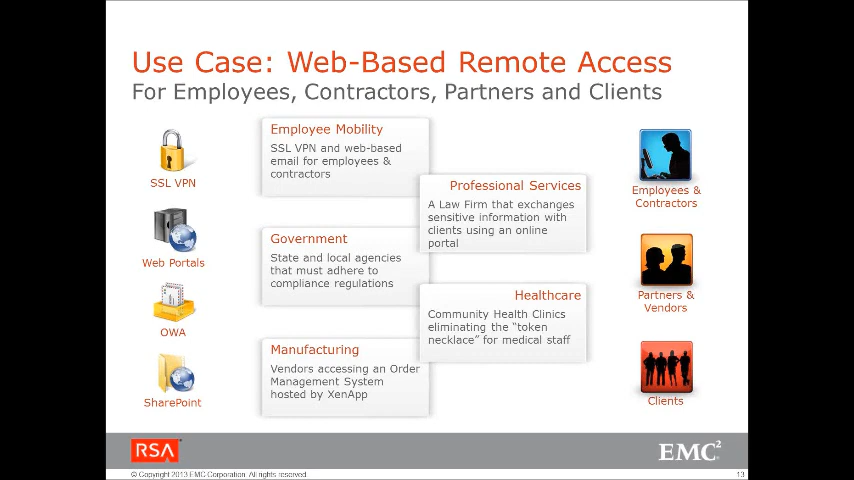 Use Case: Web-Based Remote Access
For Employees, Contractors, Partners and Clients
SSL VPN
Web Portals
OWA
SharePoint
Employee Mobility
SSL VPN and web-based
email for employees &
contractors
Professional Services
A Law Firm that exchanges
sensitive information with
clients using an online
portal
Government
State and local agencies
that must adhere to
compliance regulations
Healthcare
Community Health Clinics
eliminating the “token
necklace” for medical staff
Manufacturing
Vendors accessing an Order
Management System
hosted by XenApp
Employees &
Contractors
Partners &
Vendors
Clients
RSA
EMC²
© Copyright 2013 EMC Corporation. All rights reserved.
13